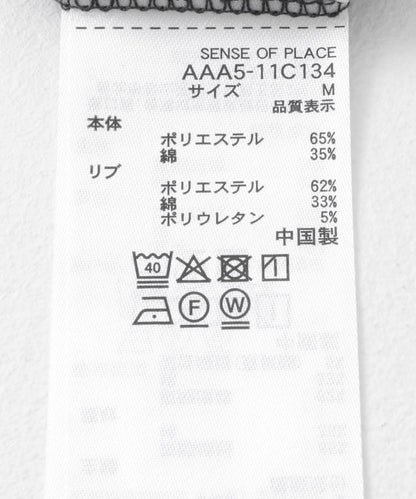 SENSE OF PLACE
AAA5-11C134
サイズ M
品質表示
本体
ポリエステル 65%
綿 35%
リブ
ポリエステル 62%
綿 33%
ポリウレタン 5%
中国製
40
F W